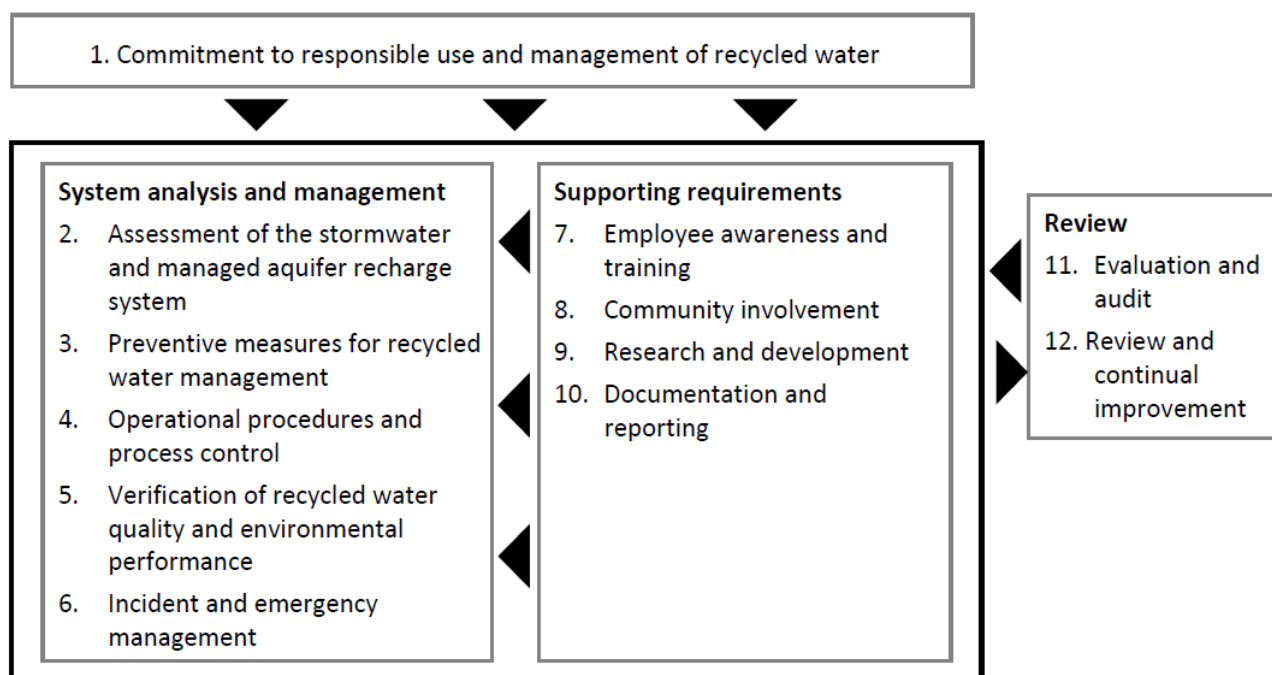 1. Commitment to responsible use and management of recycled water
System analysis and management
2. Assessment of the stormwater
and managed aquifer recharge
system
3. Preventive measures for recycled
water management
4. Operational procedures and
process control
5. Verification of recycled water
quality and environmental
performance
6. Incident and emergency
management
Supporting requirements
7. Employee awareness and
training
8. Community involvement
9. Research and development
10. Documentation and
reporting
Review
11. Evaluation and
audit
12. Review and
continual
improvement